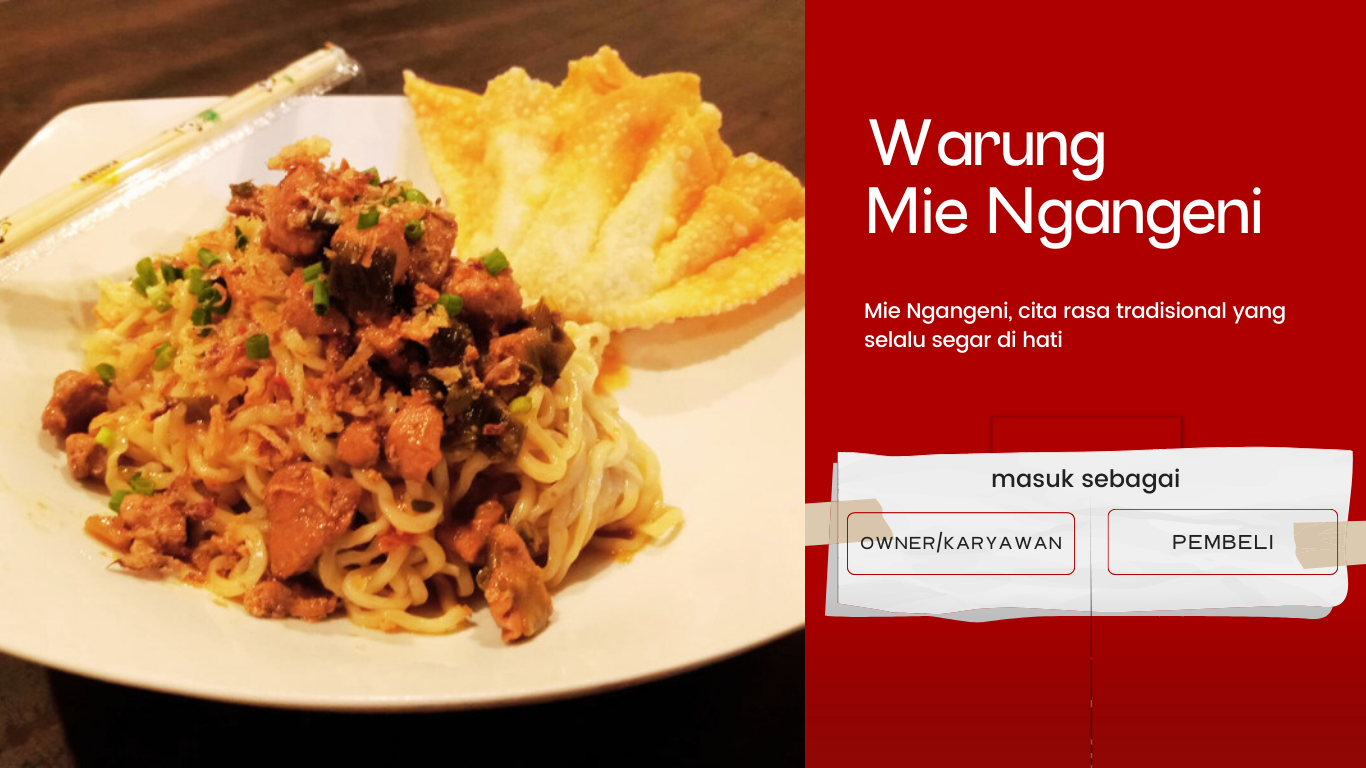 Warung
Mie Ngangeni
Mie Ngangeni, cita rasa tradisional yang
selalu segar di hati
masuk sebagai
OWNER/KARYAWAN
PEMBELI